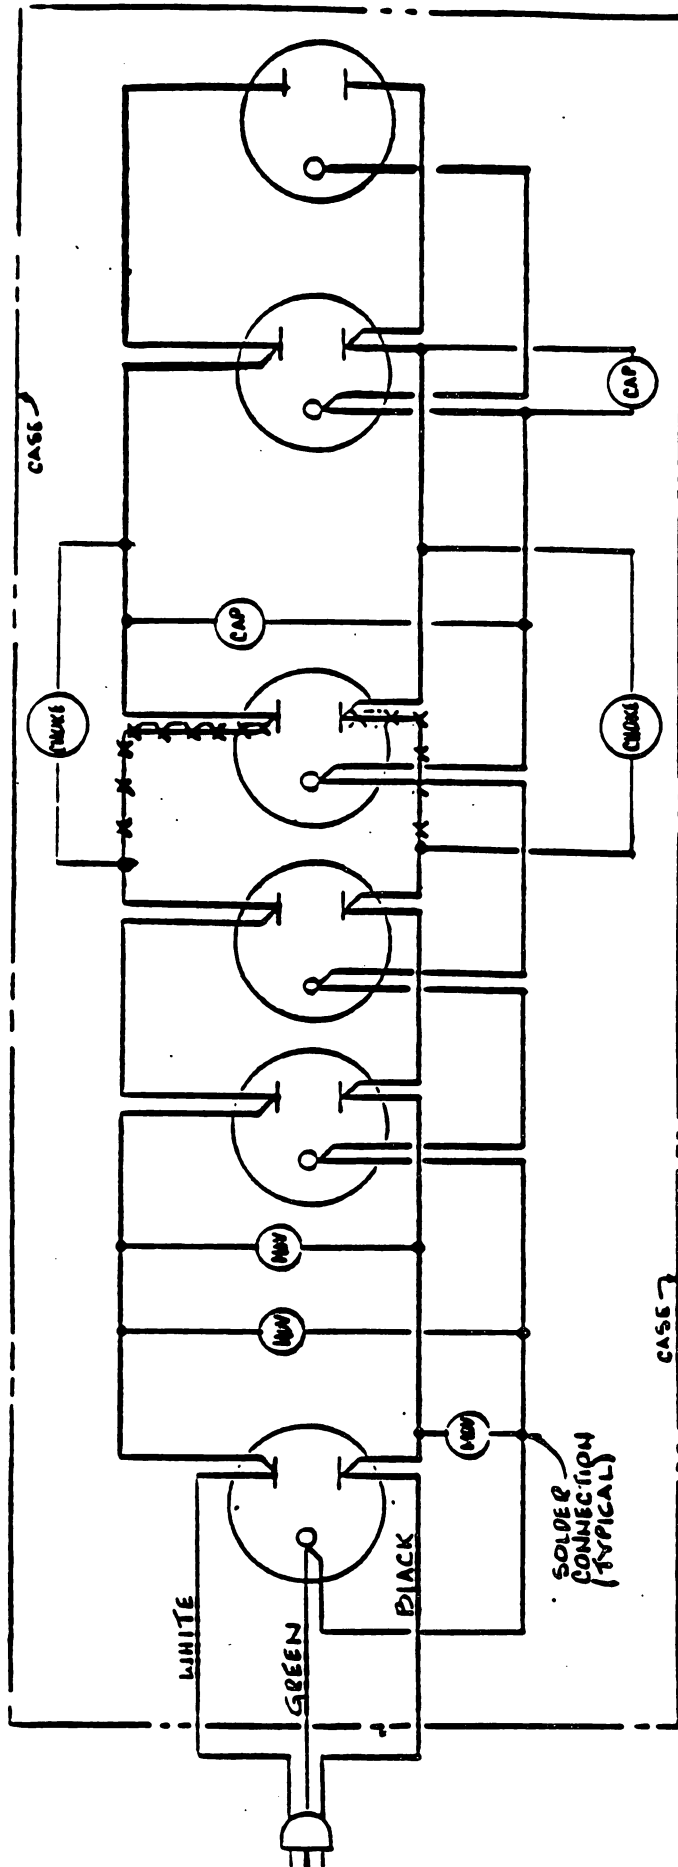 CASE
CAP
CAP
CHOKE
CHOKE
MOV
MOV
MOV
CASE
SOLDER
CONNECTION
(TYPICAL)
WHITE
GREEN
BLACK